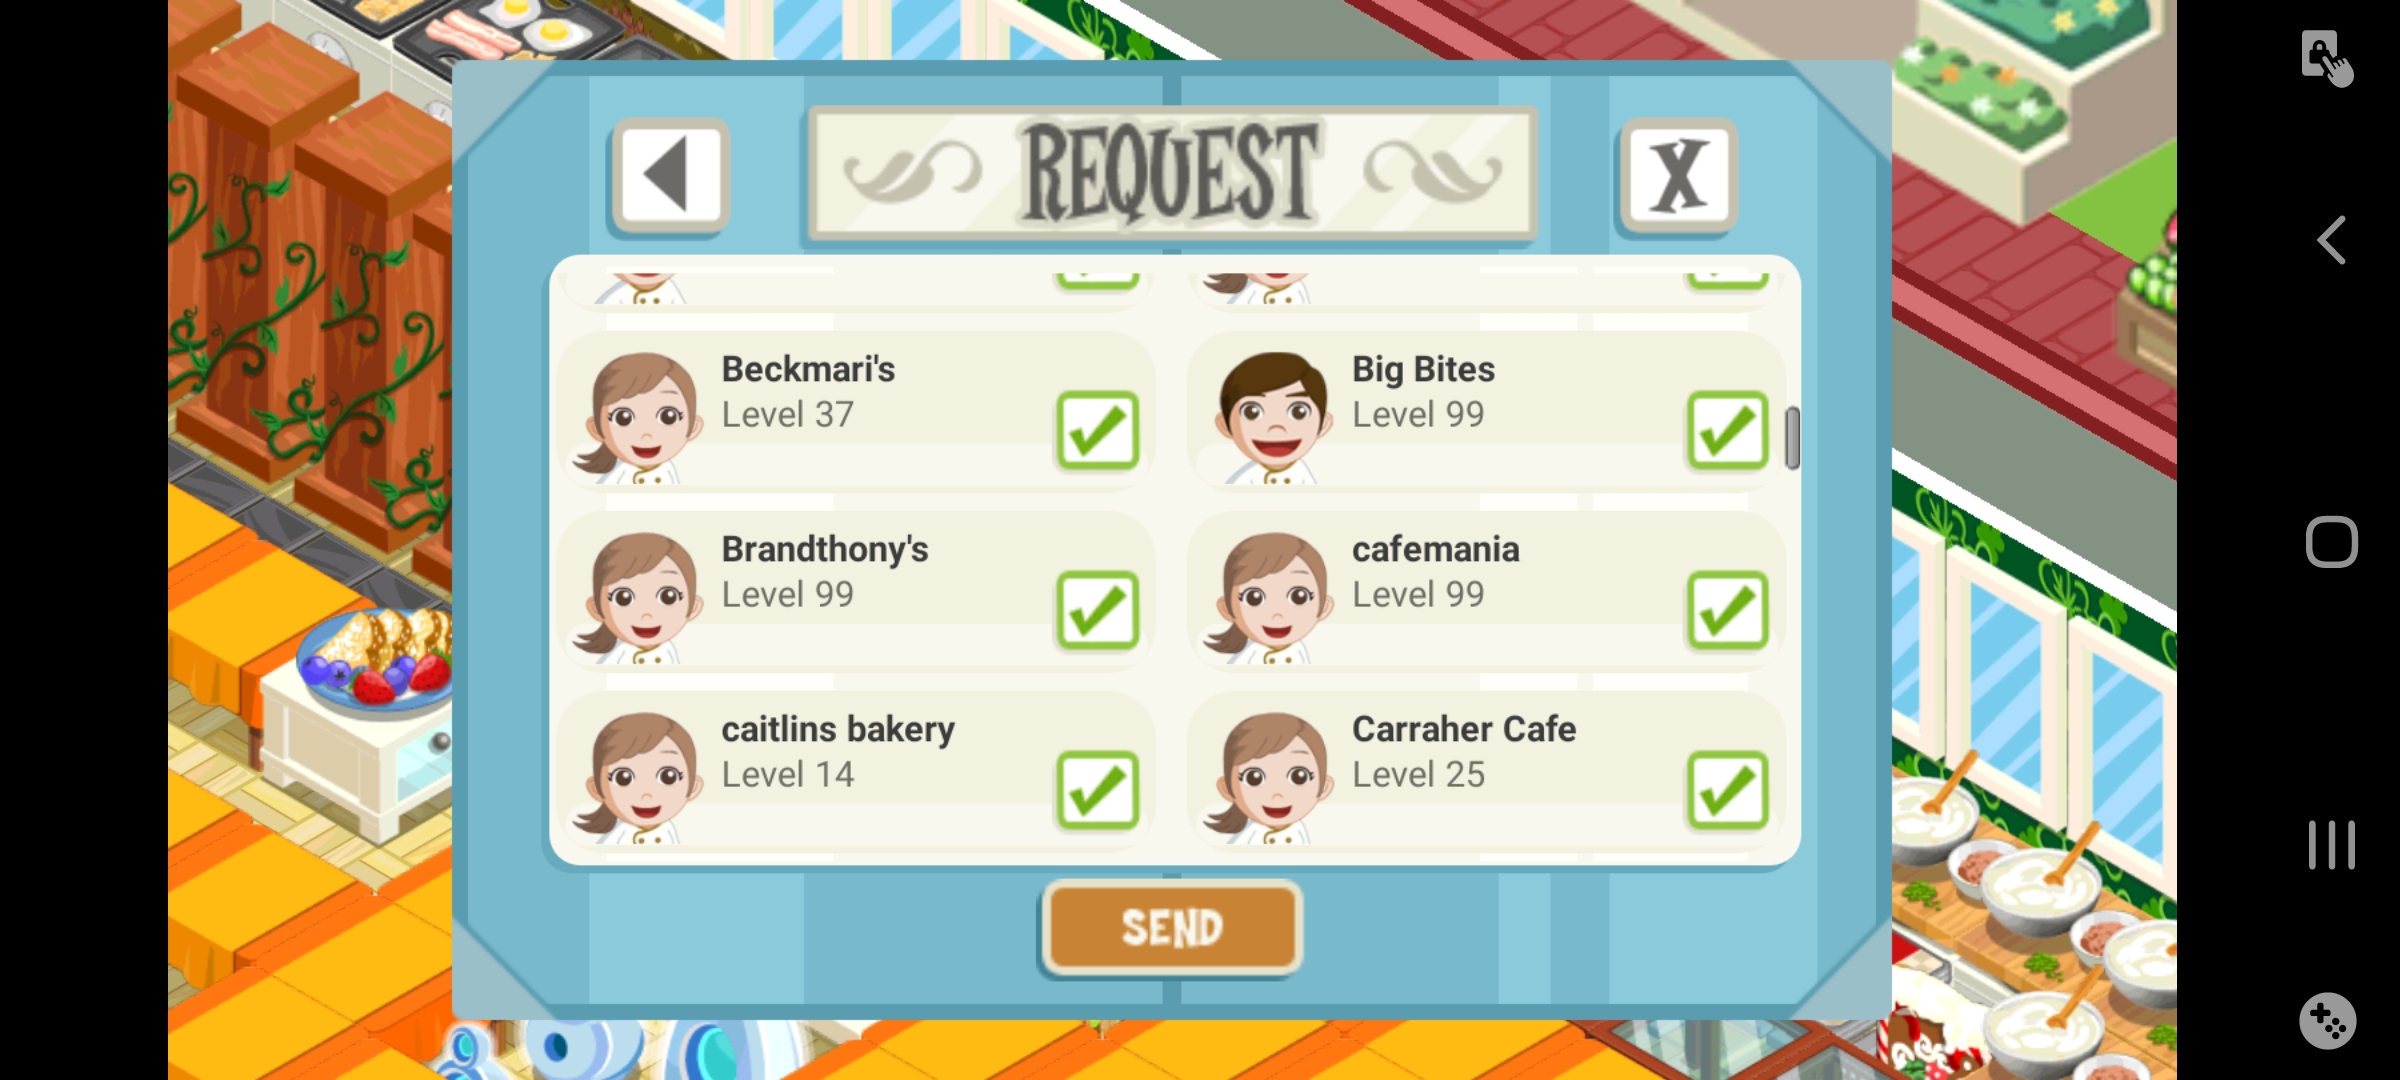 REQUEST
X
Beckmari's
Level 37
Big Bites
Level 99
Brandthony's
Level 99
cafemania
Level 99
caitlins bakery
Level 14
Carraher Cafe
Level 25
SEND